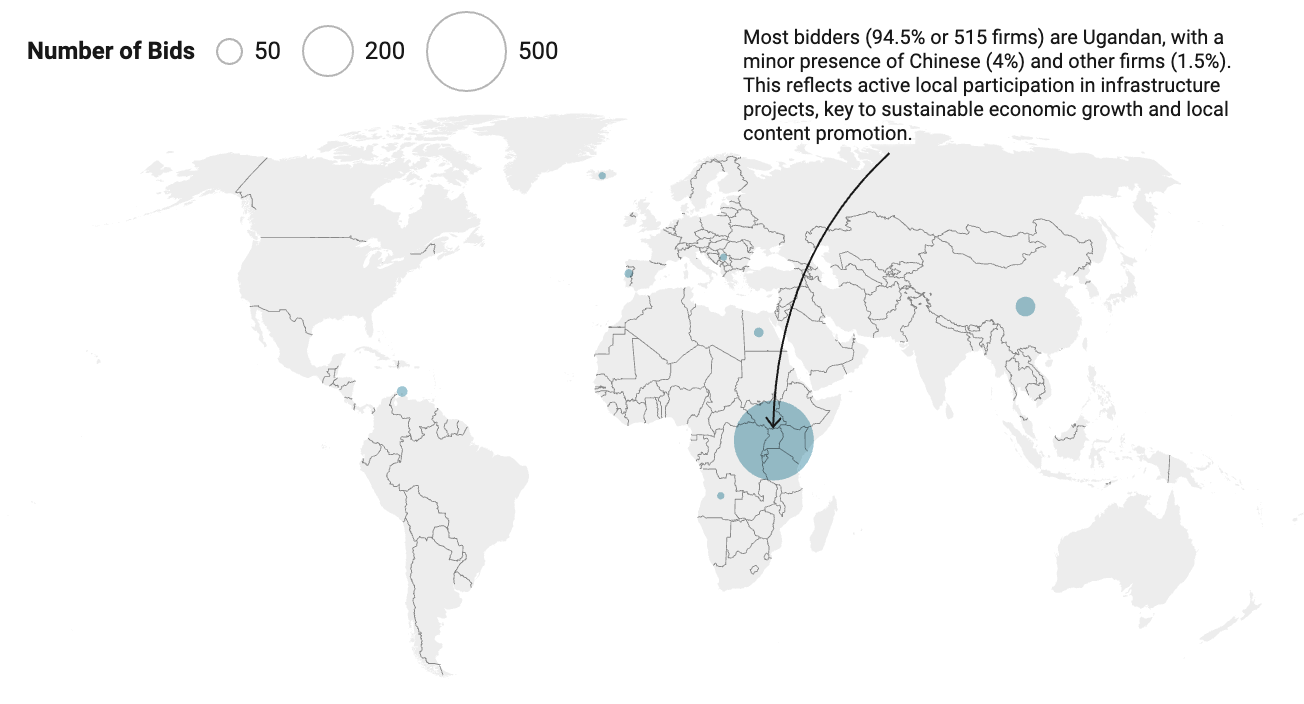 Number of Bids 50 200 500
Most bidders (94.5% or 515 firms) are Ugandan, with a
minor presence of Chinese (4%) and other firms (1.5%).
This reflects active local participation in infrastructure
projects, key to sustainable economic growth and local
content promotion.